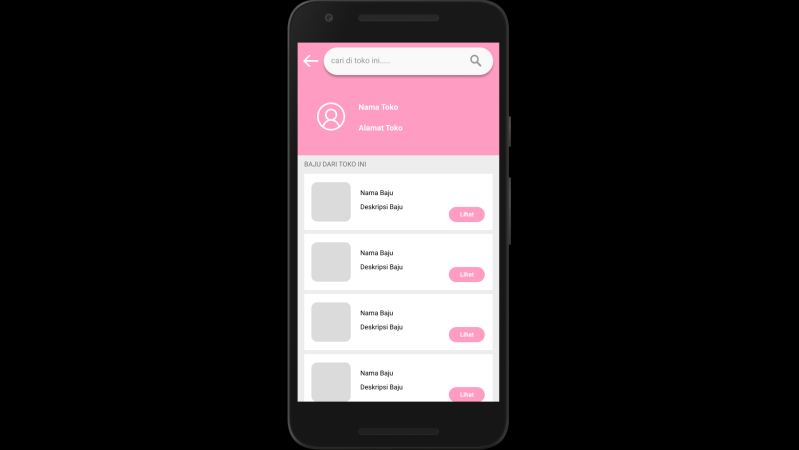 cari di toko ini.....
Nama Toko
Alamat Toko
BAJU DARI TOKO INI
Nama Baju
Deskripsi Baju
Lihat
Nama Baju
Deskripsi Baju
Lihat
Nama Baju
Deskripsi Baju
Lihat
Nama Baju
Deskripsi Baju
Lihat